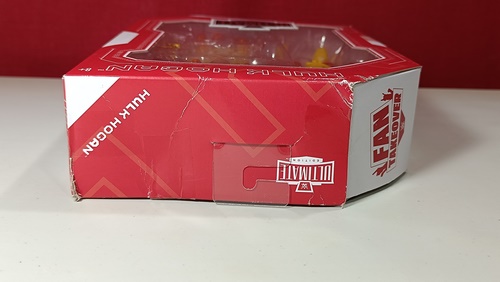 HULK HOGAN
HULK HOGAN
ULTIMATE
EDITION
FAN
TAKEOVER